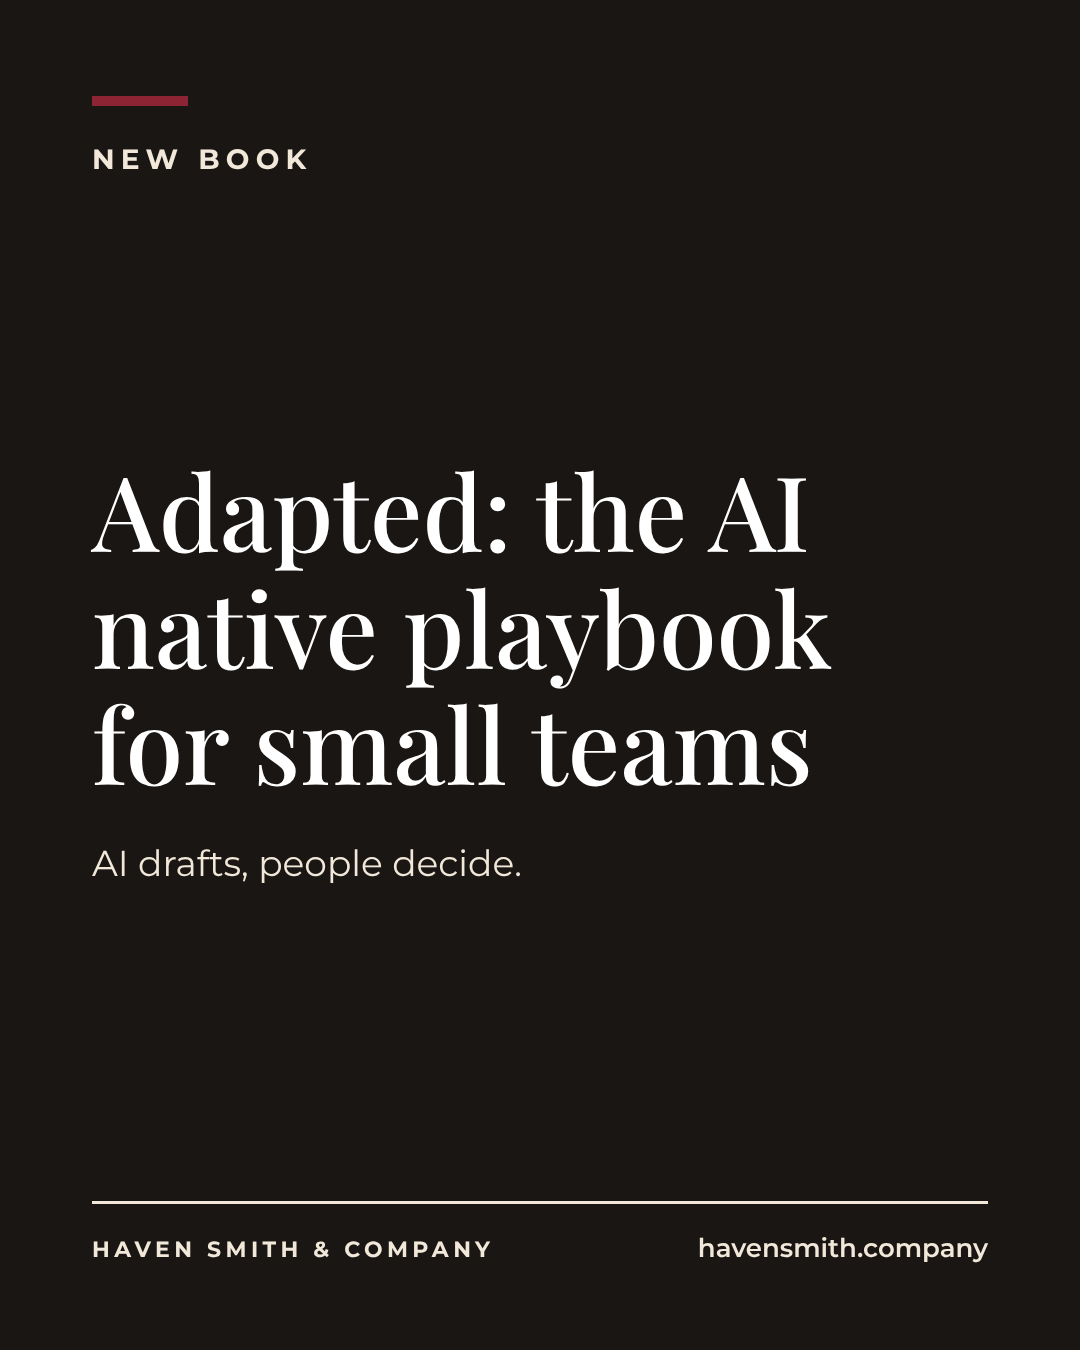 NEW BOOK
Adapted: the AI
native playbook
for small teams
AI drafts, people decide.
HAVEN SMITH & COMPANY
havensmith.company